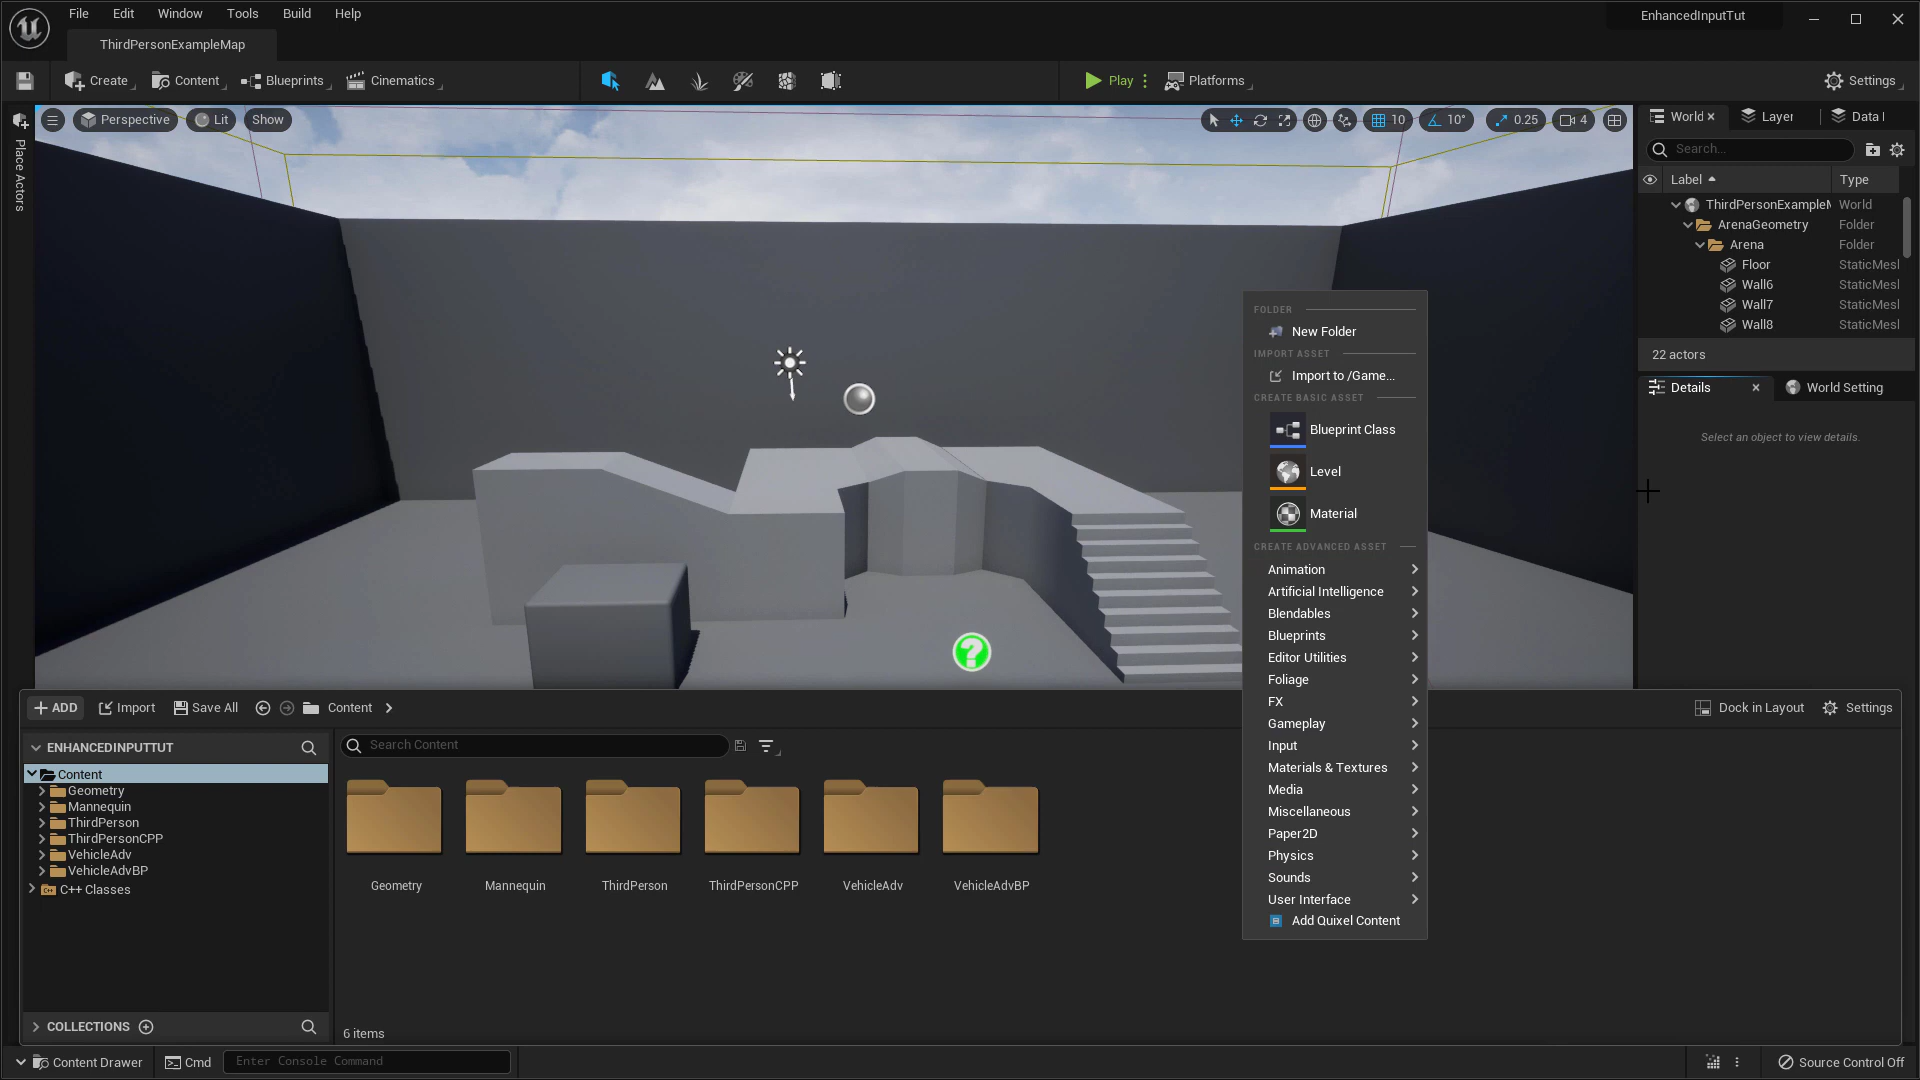 File Edit Window Tools Build Help
EnhancedInputTut
ThirdPersonExampleMap
Create Content Blueprints Cinematics Play Platforms Settings
Perspective Lit Show 10 10° 0.25 4
Place Actors
World Layer Data I
Search...
Label Type
ThirdPersonExampleM World
ArenaGeometry Folder
Arena Folder
Floor StaticMesl
Wall6 StaticMesl
Wall7 StaticMesl
Wall8 StaticMesl
22 actors
Details World Setting
Select an object to view details.
FOLDER
New Folder
IMPORT ASSET
Import to /Game...
CREATE BASIC ASSET
Blueprint Class
Level
Material
CREATE ADVANCED ASSET
Animation
Artificial Intelligence
Blendables
Blueprints
Editor Utilities
Foliage
FX
Gameplay
Input
Materials & Textures
Media
Miscellaneous
Paper2D
Physics
Sounds
User Interface
Add Quixel Content
ADD Import Save All Content Dock in Layout Settings
ENHANCEDINPUTTUT
Search Content
Content
Geometry
Mannequin
ThirdPerson
ThirdPersonCPP
VehicleAdv
VehicleAdvBP
C++ Classes
Geometry Mannequin ThirdPerson ThirdPersonCPP VehicleAdv VehicleAdvBP
COLLECTIONS
6 items
Content Drawer Cmd Enter Console Command Source Control Off